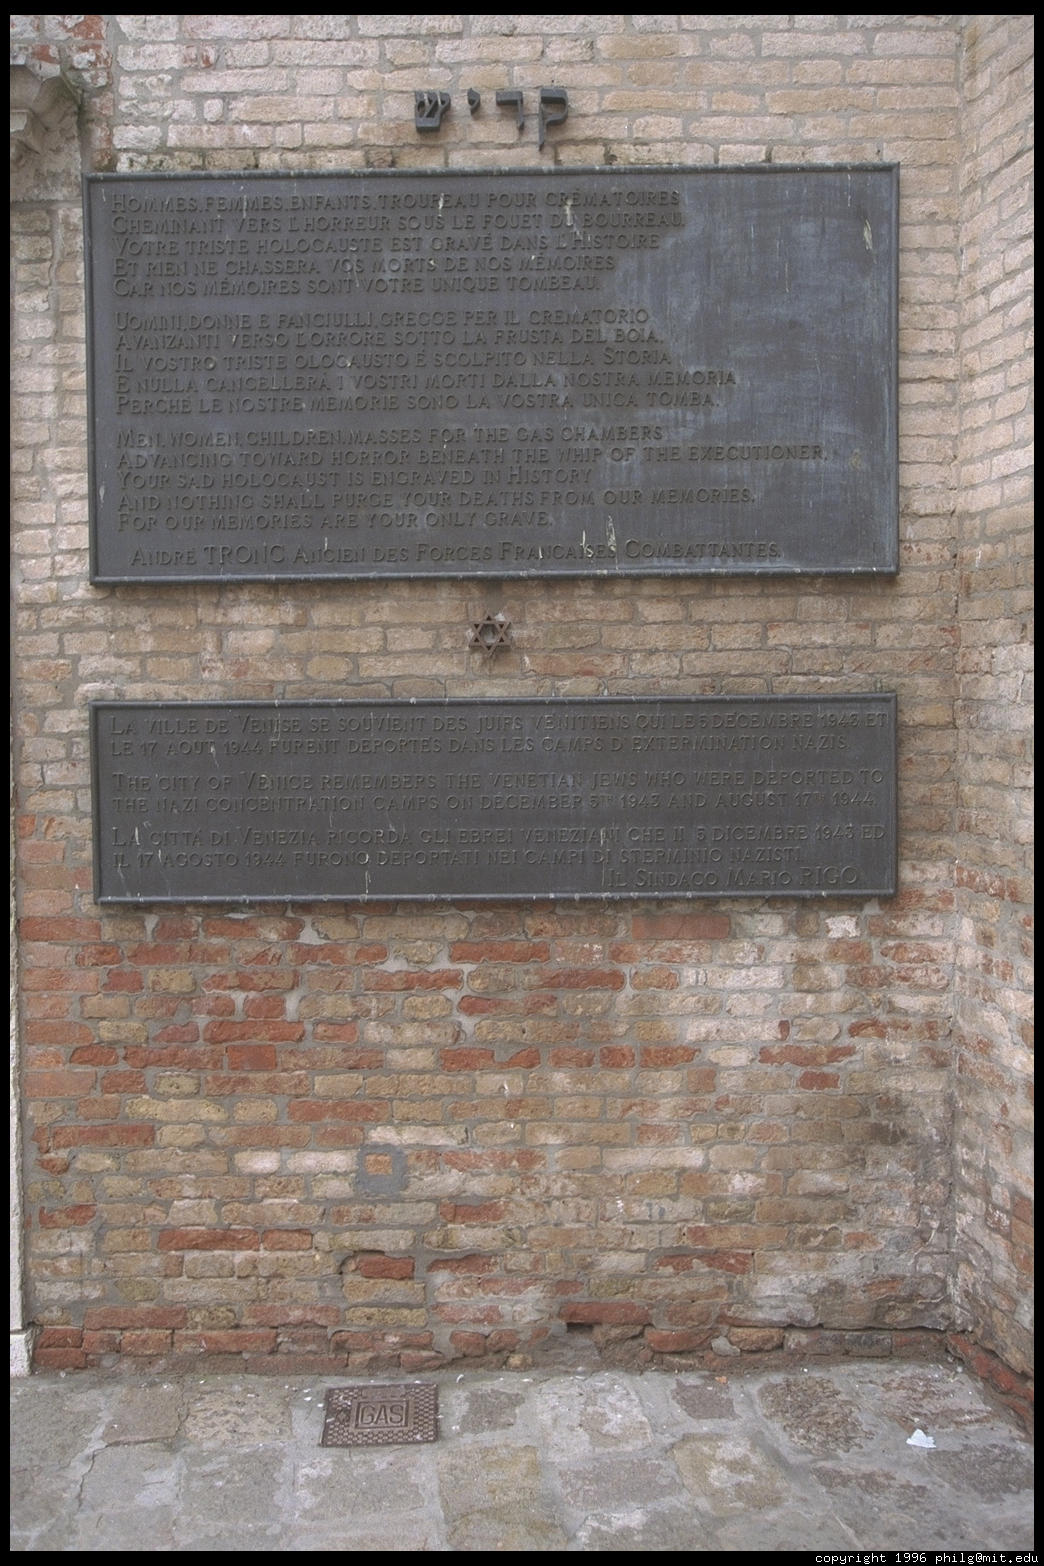 קדיש
HOMMES, FEMMES, ENFANTS, TROUPEAU POUR CRÉMATOIRES
CHEMINANT VERS L'HORREUR SOUS LE FOUET DU BOURREAU
VOTRE TRISTE HOLOCAUSTE EST GRAVÉ DANS L'HISTOIRE
ET RIEN NE CHASSERA VOS MORTS DE NOS MÉMOIRES
CAR NOS MÉMOIRES SONT VOTRE UNIQUE TOMBEAU.
UOMINI, DONNE E FANCIULLI, GREGGE PER IL CREMATORIO
AVANZANTI VERSO L'ORRORE SOTTO LA FRUSTA DEL BOIA.
IL VOSTRO TRISTE OLOCAUSTO É SCOLPITO NELLA STORIA
E NULLA CANCELLERÁ I VOSTRI MORTI DALLA NOSTRA MEMORIA
PERCHÉ LE NOSTRE MEMORIE SONO LA VOSTRA UNICA TOMBA.
MEN, WOMEN, CHILDREN, MASSES FOR THE GAS CHAMBERS
ADVANCING TOWARD HORROR BENEATH THE WHIP OF THE EXECUTIONER.
YOUR SAD HOLOCAUST IS ENGRAVED IN HISTORY
AND NOTHING SHALL PURGE YOUR DEATHS FROM OUR MEMORIES.
FOR OUR MEMORIES ARE YOUR ONLY GRAVE.
ANDRÉ TRONC ANCIEN DES FORCES FRANCAISES COMBATTANTES.
LA VILLE DE VENISE SE SOUVIENT DES JUIFS VÉNITIENS QUI LE 5 DÉCEMBRE 1943 ET
LE 17 AOUT 1944 FURENT DÉPORTÉS DANS LES CAMPS D'EXTERMINATION NAZIS.
THE CITY OF VENICE REMEMBERS THE VENETIAN JEWS WHO WERE DEPORTED TO
THE NAZI CONCENTRATION CAMPS ON DECEMBER 5TH 1943 AND AUGUST 17TH 1944.
LA CITTÁ DI VENEZIA RICORDA GLI EBREI VENEZIANI CHE IL 5 DICEMBRE 1943 ED
IL 17 AGOSTO 1944 FURONO DEPORTATI NEI CAMPI DI STERMINIO NAZISTI.
IL SINDACO MARIO RIGO
GAS
copyright 1996 philg@mit.edu